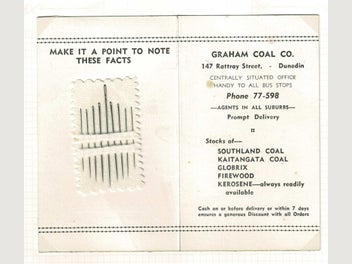 MAKE IT A POINT TO NOTE
THESE FACTS
GRAHAM COAL CO.
147 Rattray Street, - Dunedin
CENTRALLY SITUATED OFFICE
HANDY TO ALL BUS STOPS
Phone 77-598
—AGENTS IN ALL SUBURBS—
Prompt Delivery
Stocks of—
SOUTHLAND COAL
KAITANGATA COAL
GLOBRIX
FIREWOOD
KEROSENE—always readily
available
Cash on or before delivery or within 7 days
ensures a generous Discount with all Orders